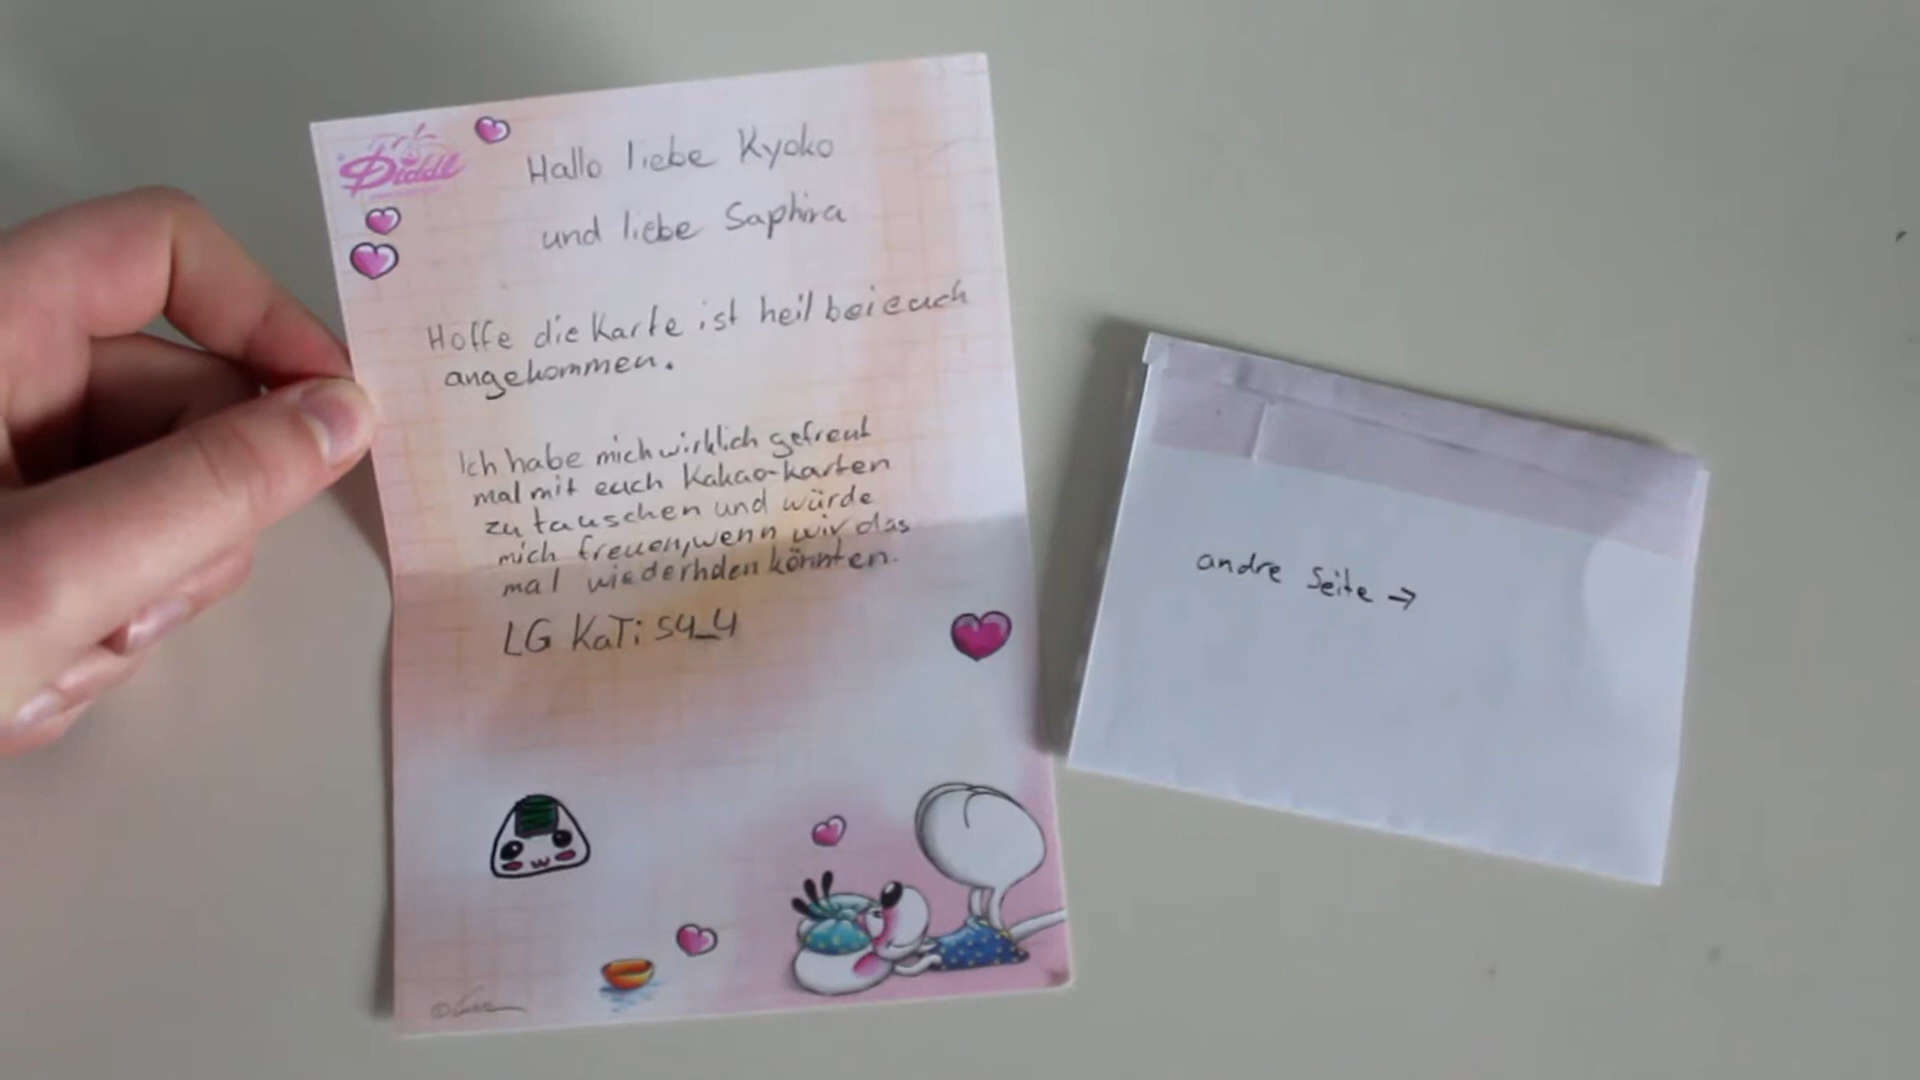 Diddl
Hallo liebe Kyoko
und liebe Saphira
Hoffe die Karte ist heil bei euch
angekommen.
Ich habe mich wirklich gefreut
mal mit euch Kakao-karten
zu tauschen und würde
mich freuen, wenn wir das
mal wiederholen könnten.
LG KaTi S4_4
andre Seite →